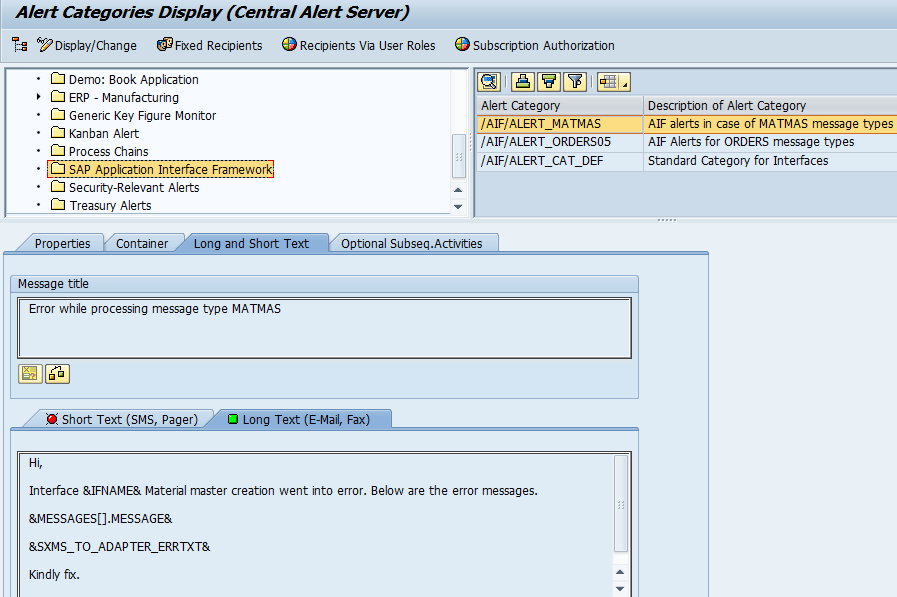 Alert Categories Display (Central Alert Server)
Display/Change Fixed Recipients Recipients Via User Roles Subscription Authorization
Demo: Book Application
ERP - Manufacturing
Generic Key Figure Monitor
Kanban Alert
Process Chains
SAP Application Interface Framework
Security-Relevant Alerts
Treasury Alerts
Alert Category Description of Alert Category
/AIF/ALERT_MATMAS AIF alerts in case of MATMAS message types
/AIF/ALERT_ORDERS05 AIF Alerts for ORDERS message types
/AIF/ALERT_CAT_DEF Standard Category for Interfaces
Properties Container Long and Short Text Optional Subseq.Activities
Message title
Error while processing message type MATMAS
Short Text (SMS, Pager) Long Text (E-Mail, Fax)
Hi,
Interface &IFNAME& Material master creation went into error. Below are the error messages.
&MESSAGES[].MESSAGE&
&SXMS_TO_ADAPTER_ERRTXT&
Kindly fix.